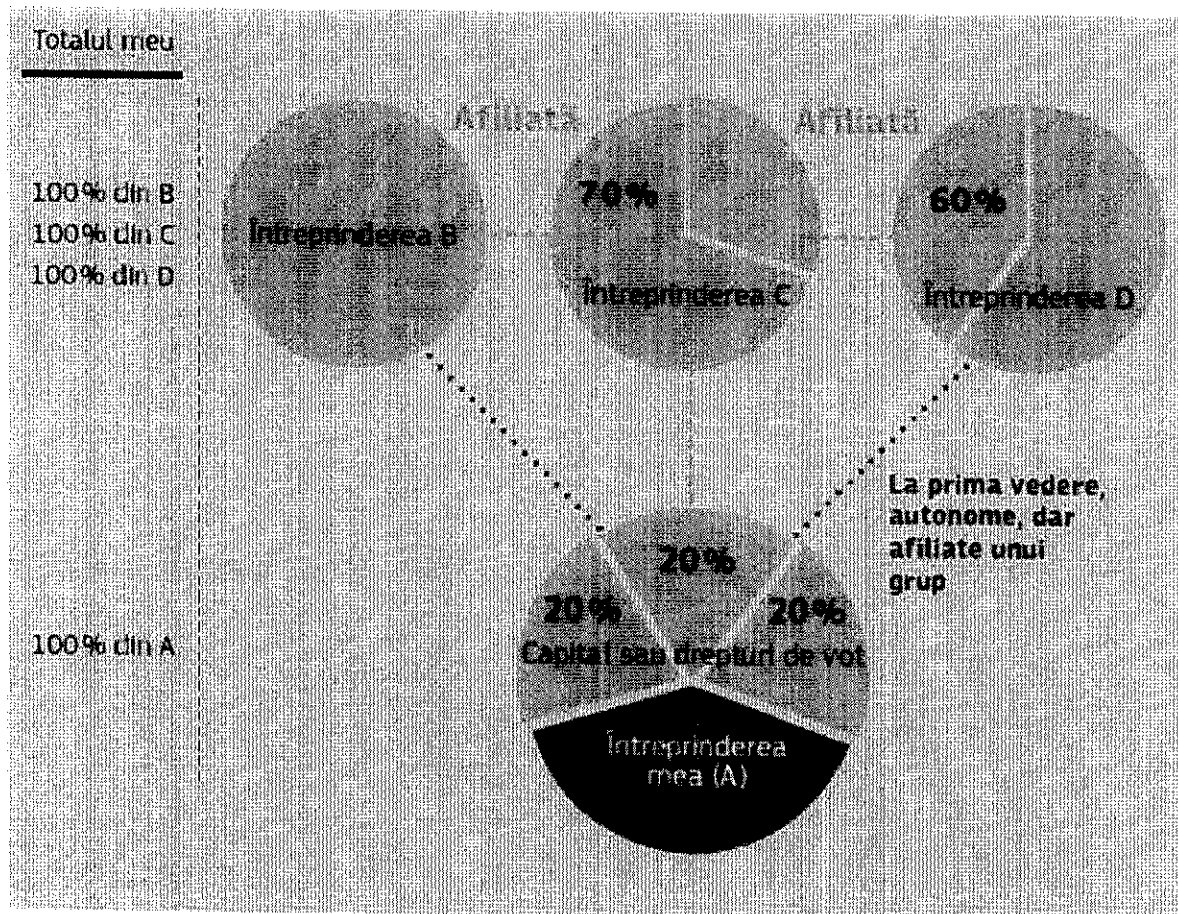 Totalul meu
Afiliată
Afiliată
100% din B
100% din C
100% din D
Întreprinderea B
70%
Întreprinderea C
60%
Întreprinderea D
La prima vedere,
autonome, dar
afiliate unui
grup
20%
20%
20%
Capital sau drepturi de vot
100% din A
Întreprinderea
mea (A)